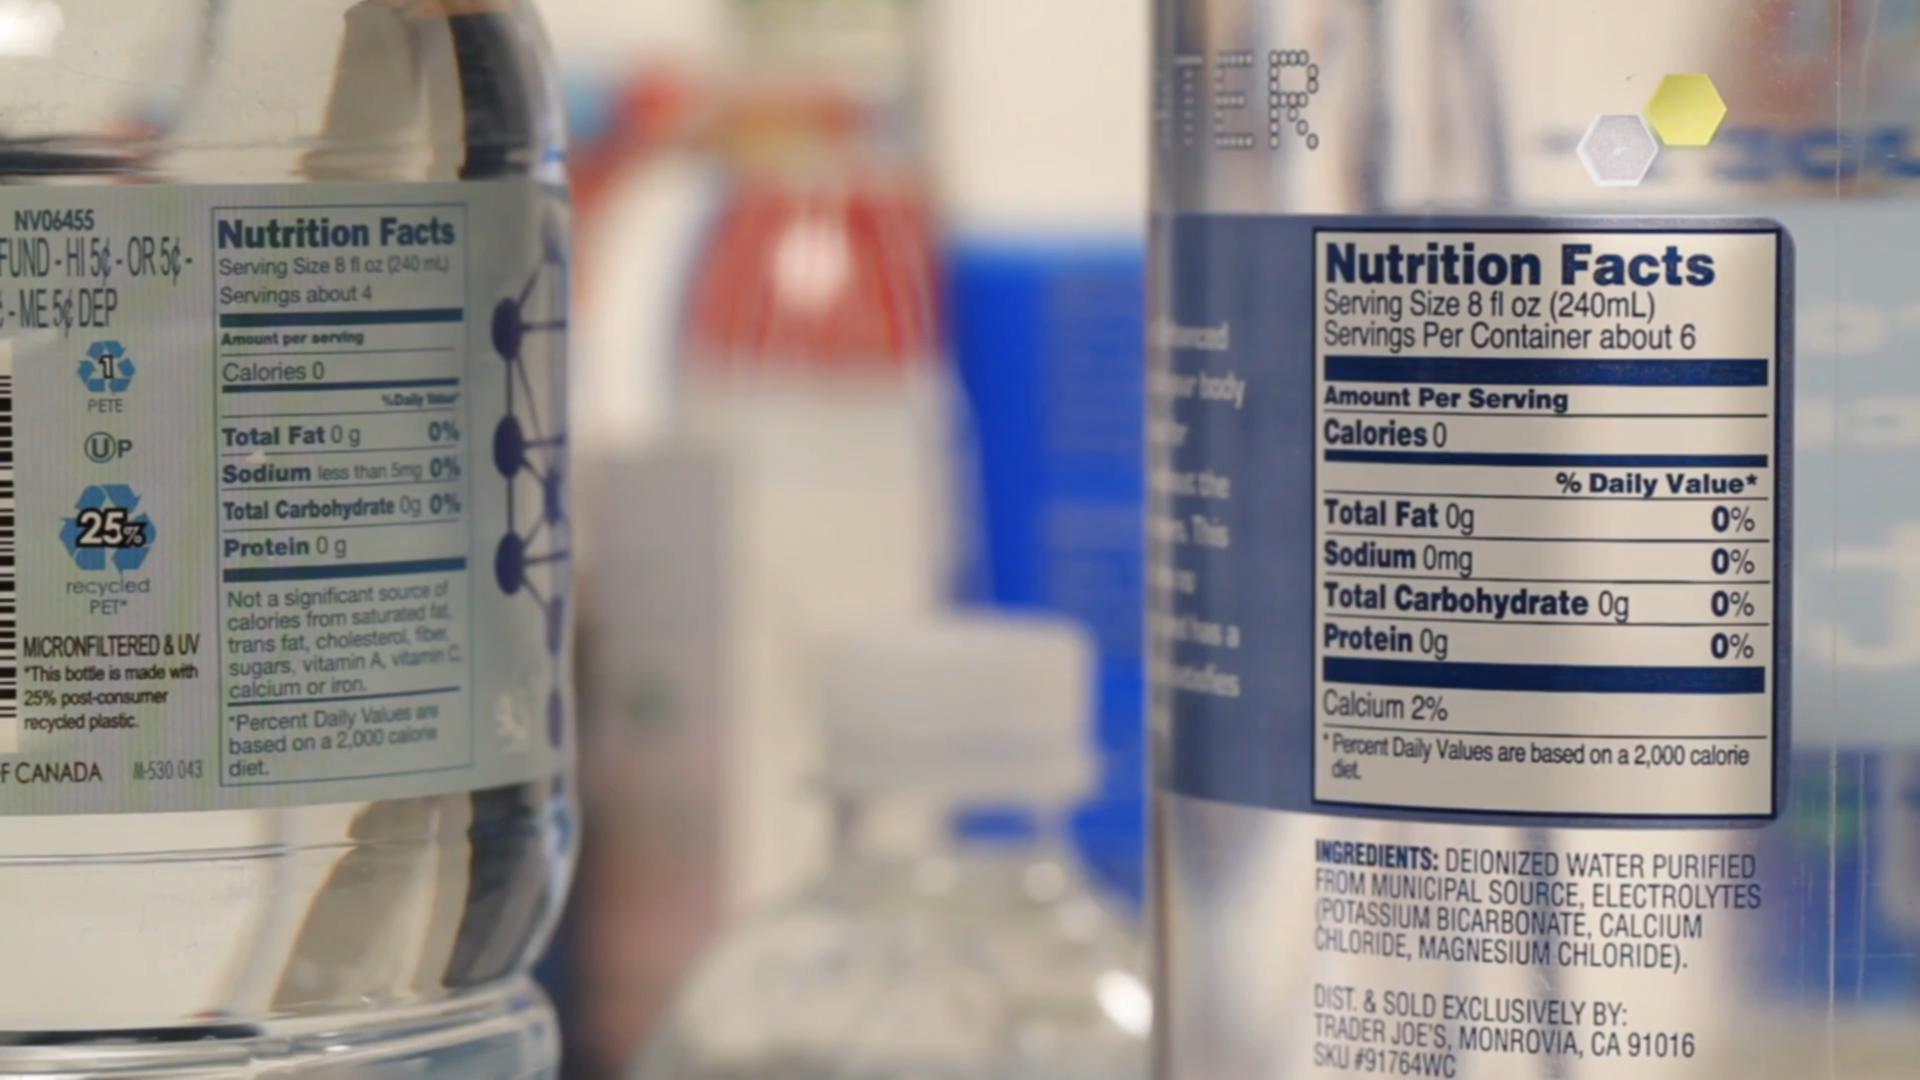 NV06455
FUND - HI 5¢ - OR 5¢ -
¢ - ME 5¢ DEP
1
PETE
UP
25%
recycled
PET*
MICRONFILTERED & UV
*This bottle is made with
25% post-consumer
recycled plastic.
F CANADA M-530 043
Nutrition Facts
Serving Size 8 fl oz (240 mL)
Servings about 4
Amount per serving
Calories 0
%Daily Value*
Total Fat 0 g 0%
Sodium less than 5mg 0%
Total Carbohydrate 0g 0%
Protein 0 g
Not a significant source of
calories from saturated fat,
trans fat, cholesterol, fiber,
sugars, vitamin A, vitamin C,
calcium or iron.
*Percent Daily Values are
based on a 2,000 calorie
diet.
TER
body
the
This
has a
Nutrition Facts
Serving Size 8 fl oz (240mL)
Servings Per Container about 6
Amount Per Serving
Calories 0
% Daily Value*
Total Fat 0g 0%
Sodium 0mg 0%
Total Carbohydrate 0g 0%
Protein 0g 0%
Calcium 2%
* Percent Daily Values are based on a 2,000 calorie
diet.
INGREDIENTS: DEIONIZED WATER PURIFIED
FROM MUNICIPAL SOURCE, ELECTROLYTES
(POTASSIUM BICARBONATE, CALCIUM
CHLORIDE, MAGNESIUM CHLORIDE).
DIST. & SOLD EXCLUSIVELY BY:
TRADER JOE'S, MONROVIA, CA 91016
SKU #91764WC